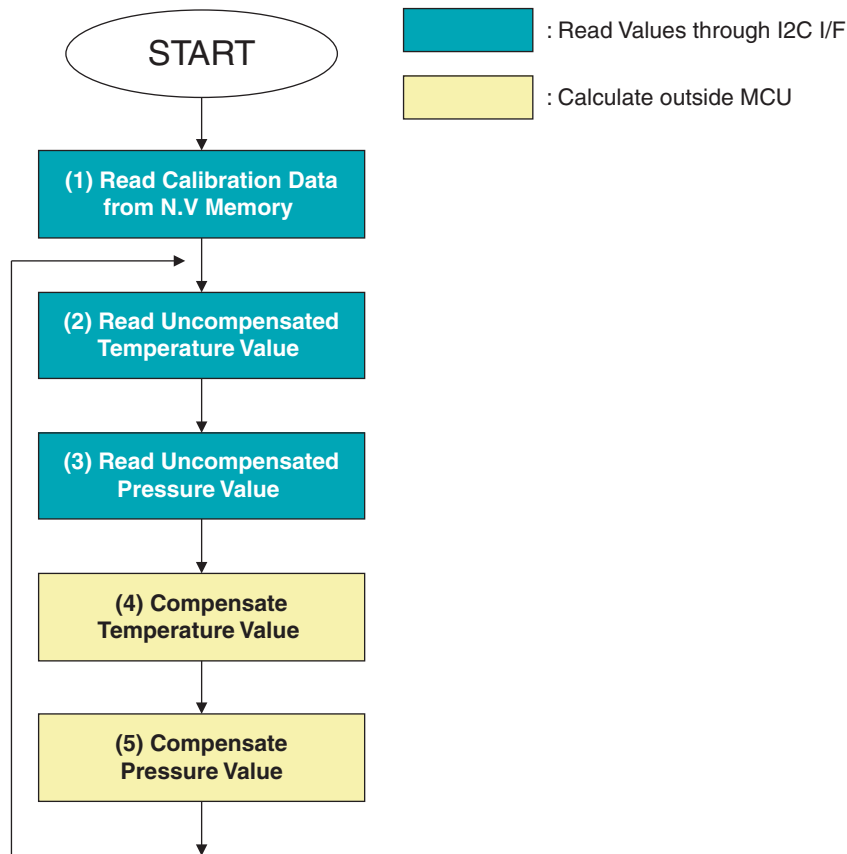 START
: Read Values through I2C I/F
: Calculate outside MCU
(1) Read Calibration Data
from N.V Memory
(2) Read Uncompensated
Temperature Value
(3) Read Uncompensated
Pressure Value
(4) Compensate
Temperature Value
(5) Compensate
Pressure Value